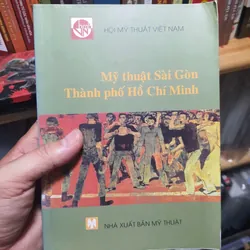 HỘI MỸ THUẬT VIỆT NAM
Mỹ thuật Sài Gòn
Thành phố Hồ Chí Minh
NHÀ XUẤT BẢN MỸ THUẬT